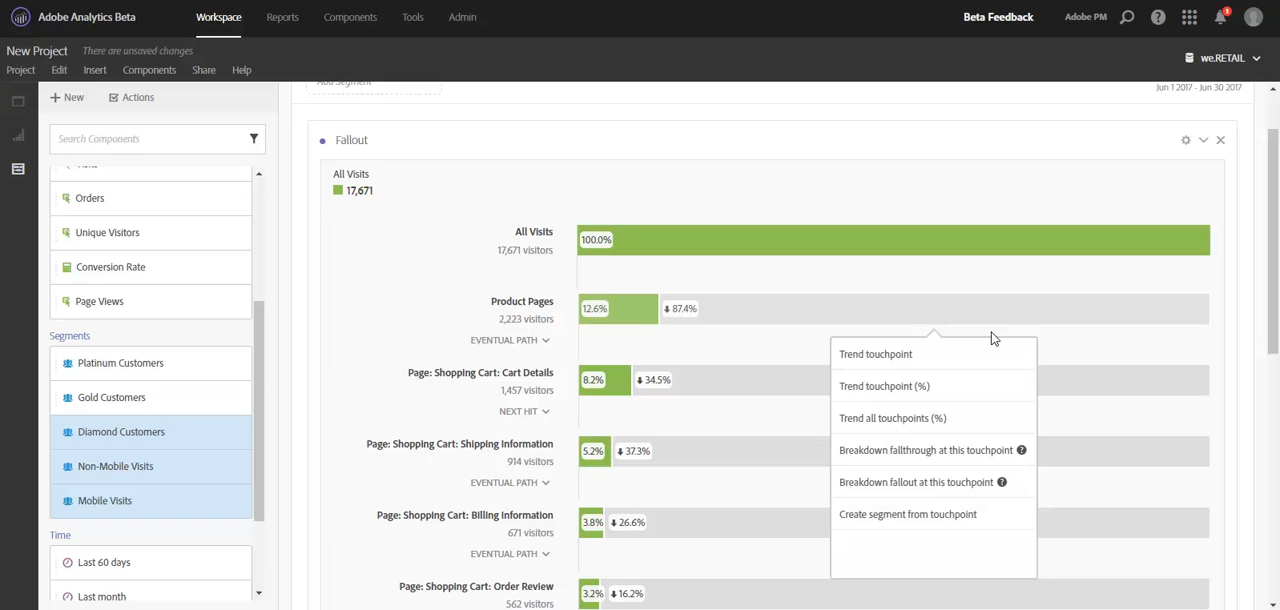 Adobe Analytics Beta
Workspace
Reports
Components
Tools
Admin
Beta Feedback
Adobe PM
?
1
New Project
There are unsaved changes
Project
Edit
Insert
Components
Share
Help
we.RETAIL
+ New
Actions
Search Components
Orders
Unique Visitors
Conversion Rate
Page Views
Segments
Platinum Customers
Gold Customers
Diamond Customers
Non-Mobile Visits
Mobile Visits
Time
Last 60 days
Last month
Add Segment
Jun 1 2017 - Jun 30 2017
Fallout
All Visits
17,671
All Visits
17,671 visitors
100.0%
Product Pages
2,223 visitors
EVENTUAL PATH
12.6%
87.4%
Page: Shopping Cart: Cart Details
1,457 visitors
NEXT HIT
8.2%
34.5%
Page: Shopping Cart: Shipping Information
914 visitors
EVENTUAL PATH
5.2%
37.3%
Page: Shopping Cart: Billing Information
671 visitors
EVENTUAL PATH
3.8%
26.6%
Page: Shopping Cart: Order Review
562 visitors
3.2%
16.2%
Trend touchpoint
Trend touchpoint (%)
Trend all touchpoints (%)
Breakdown fallthrough at this touchpoint ?
Breakdown fallout at this touchpoint ?
Create segment from touchpoint